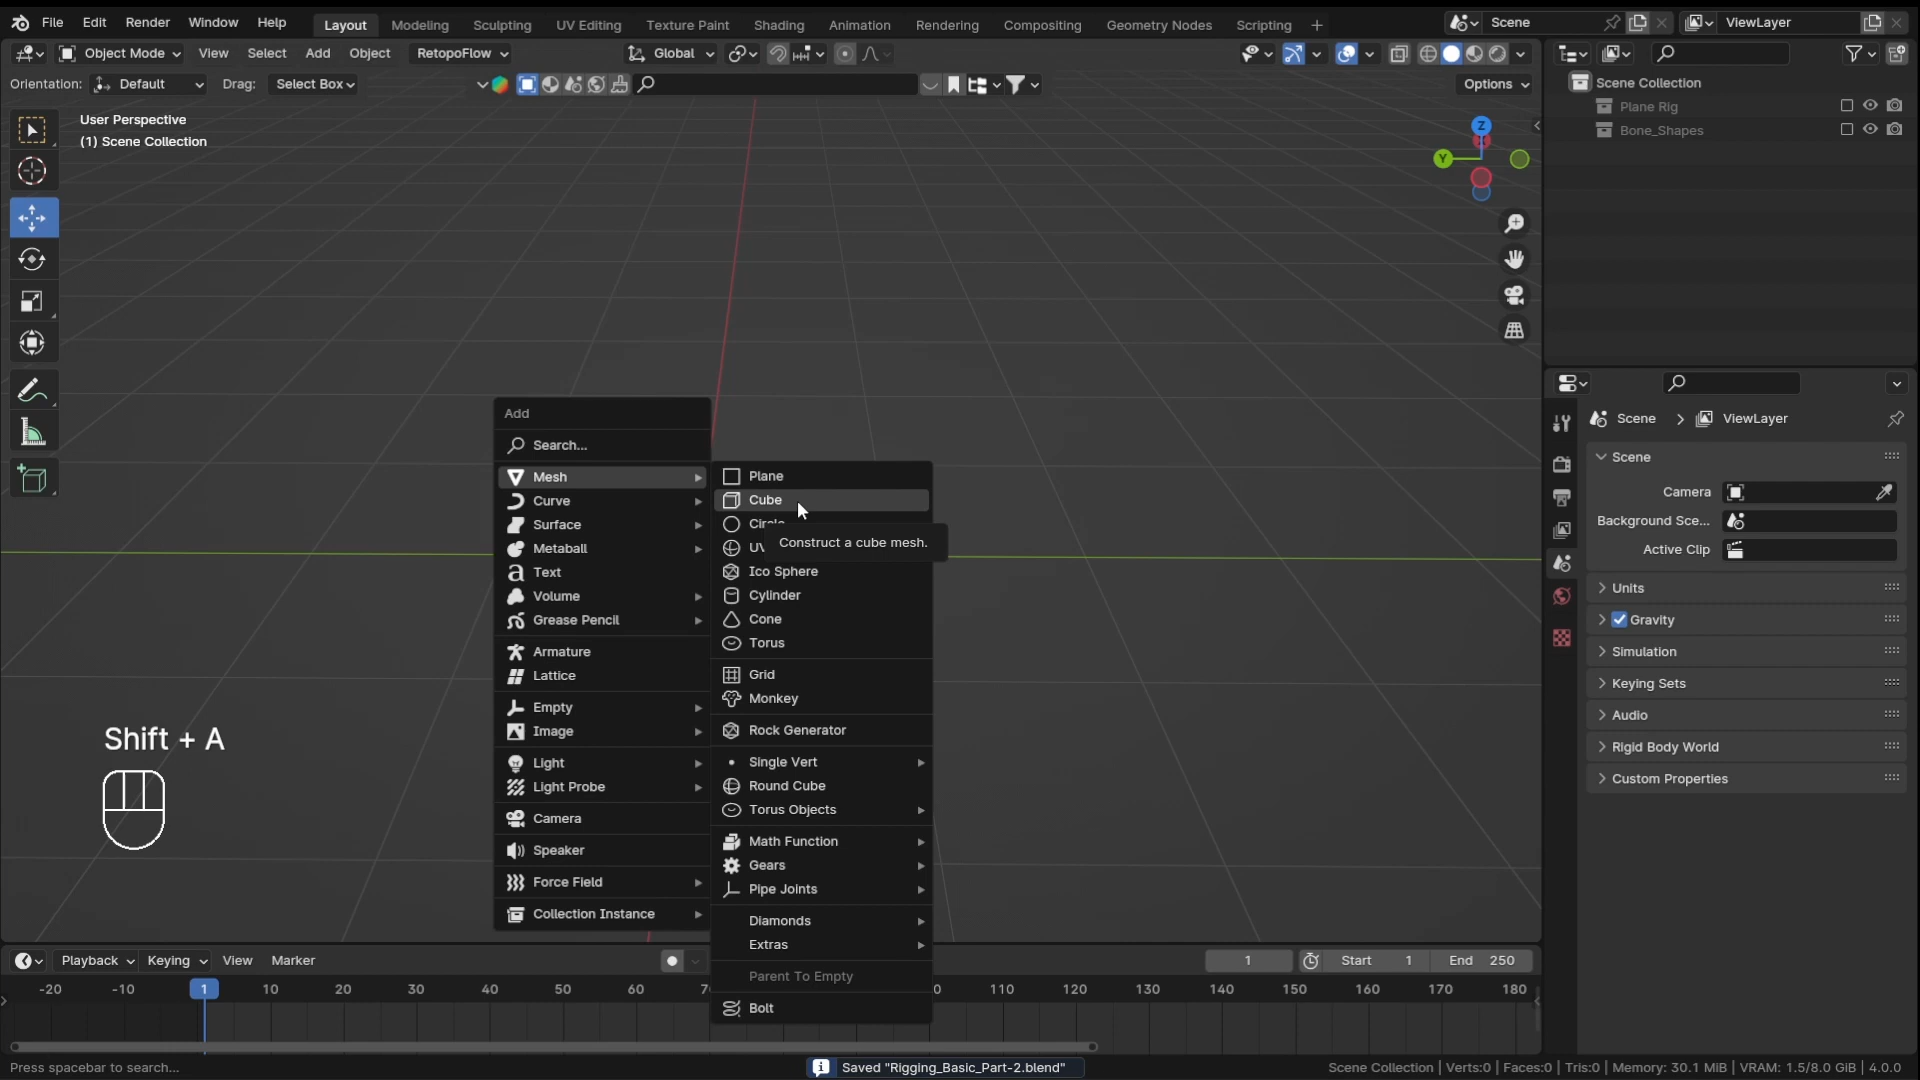 File Edit Render Window Help Layout Modeling Sculpting UV Editing Texture Paint Shading Animation Rendering Compositing Geometry Nodes Scripting + Scene ViewLayer
Object Mode View Select Add Object RetopoFlow Global
Orientation: Default Drag: Select Box Options
User Perspective
(1) Scene Collection
Z
Y
Scene Collection
Plane Rig
Bone_Shapes
Scene > ViewLayer
Scene
Camera
Background Sce...
Active Clip
Units
Gravity
Simulation
Keying Sets
Audio
Rigid Body World
Custom Properties
Add
Search...
Mesh
Curve
Surface
Metaball
Text
Volume
Grease Pencil
Armature
Lattice
Empty
Image
Light
Light Probe
Camera
Speaker
Force Field
Collection Instance
Plane
Cube
Construct a cube mesh.
Ico Sphere
Cylinder
Cone
Torus
Grid
Monkey
Rock Generator
Single Vert
Round Cube
Torus Objects
Math Function
Gears
Pipe Joints
Diamonds
Extras
Parent To Empty
Bolt
Shift + A
Playback Keying View Marker 1 Start 1 End 250
-20 -10 1 10 20 30 40 50 60 110 120 130 140 150 160 170 180
Press spacebar to search... Saved "Rigging_Basic_Part-2.blend" Scene Collection | Verts:0 | Faces:0 | Tris:0 | Memory: 30.1 MiB | VRAM: 1.5/8.0 GiB | 4.0.0